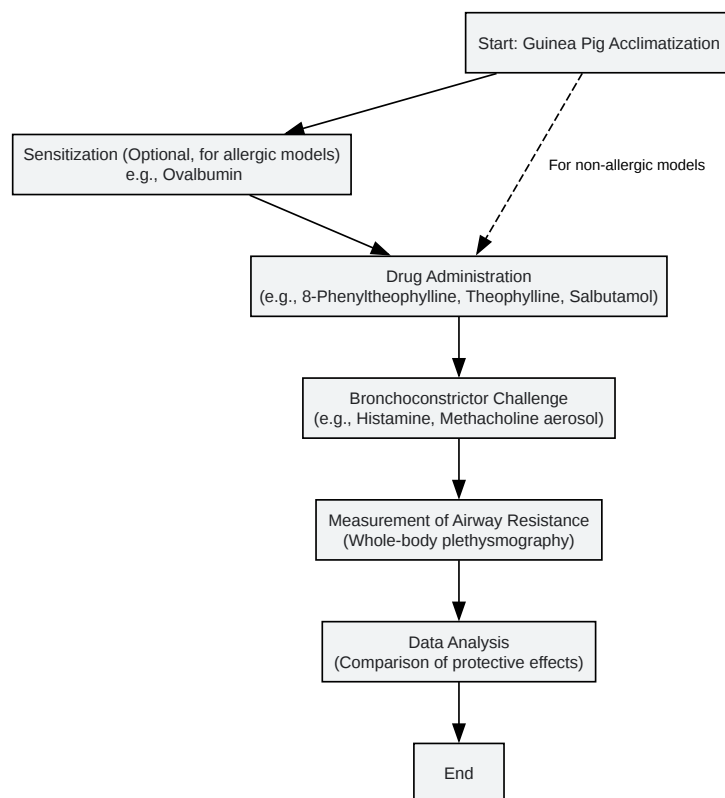 Start: Guinea Pig Acclimatization
Sensitization (Optional, for allergic models)
e.g., Ovalbumin
For non-allergic models
Drug Administration
(e.g., 8-Phenyltheophylline, Theophylline, Salbutamol)
Bronchoconstrictor Challenge
(e.g., Histamine, Methacholine aerosol)
Measurement of Airway Resistance
(Whole-body plethysmography)
Data Analysis
(Comparison of protective effects)
End